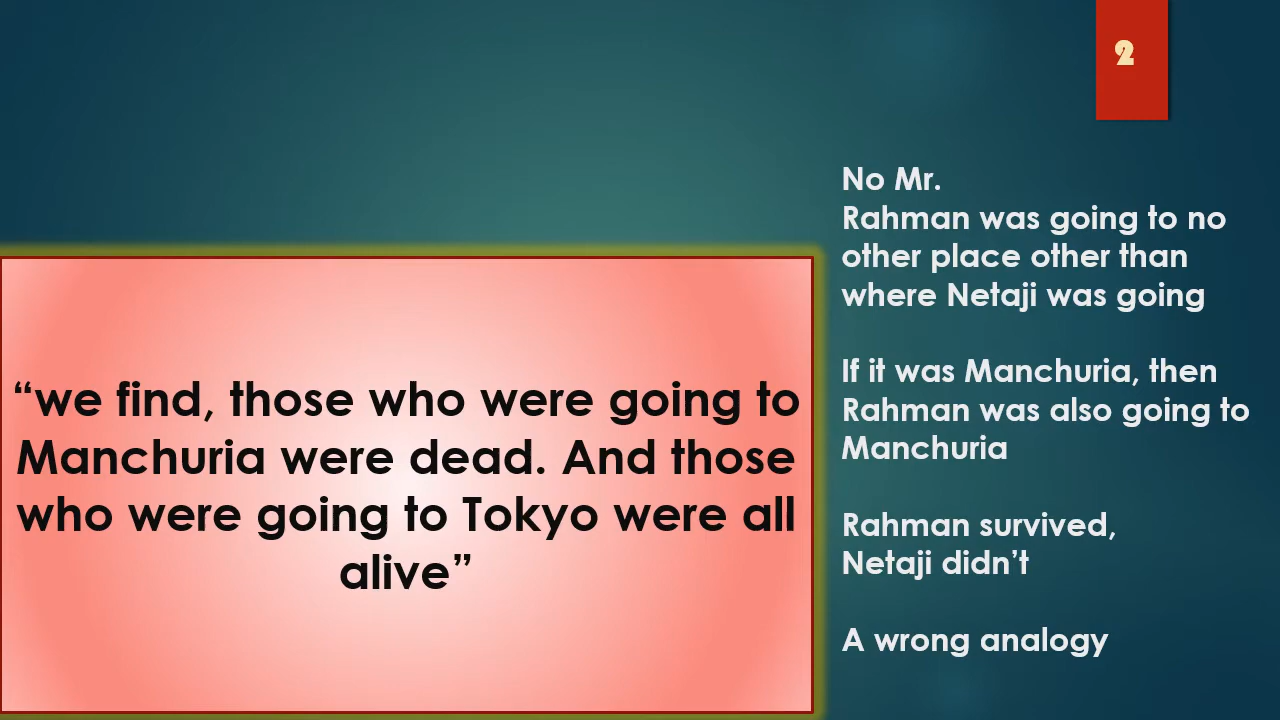 2
No Mr.
Rahman was going to no
other place other than
where Netaji was going
If it was Manchuria, then
Rahman was also going to
Manchuria
Rahman survived,
Netaji didn’t
A wrong analogy
“we find, those who were going to
Manchuria were dead. And those
who were going to Tokyo were all
alive”